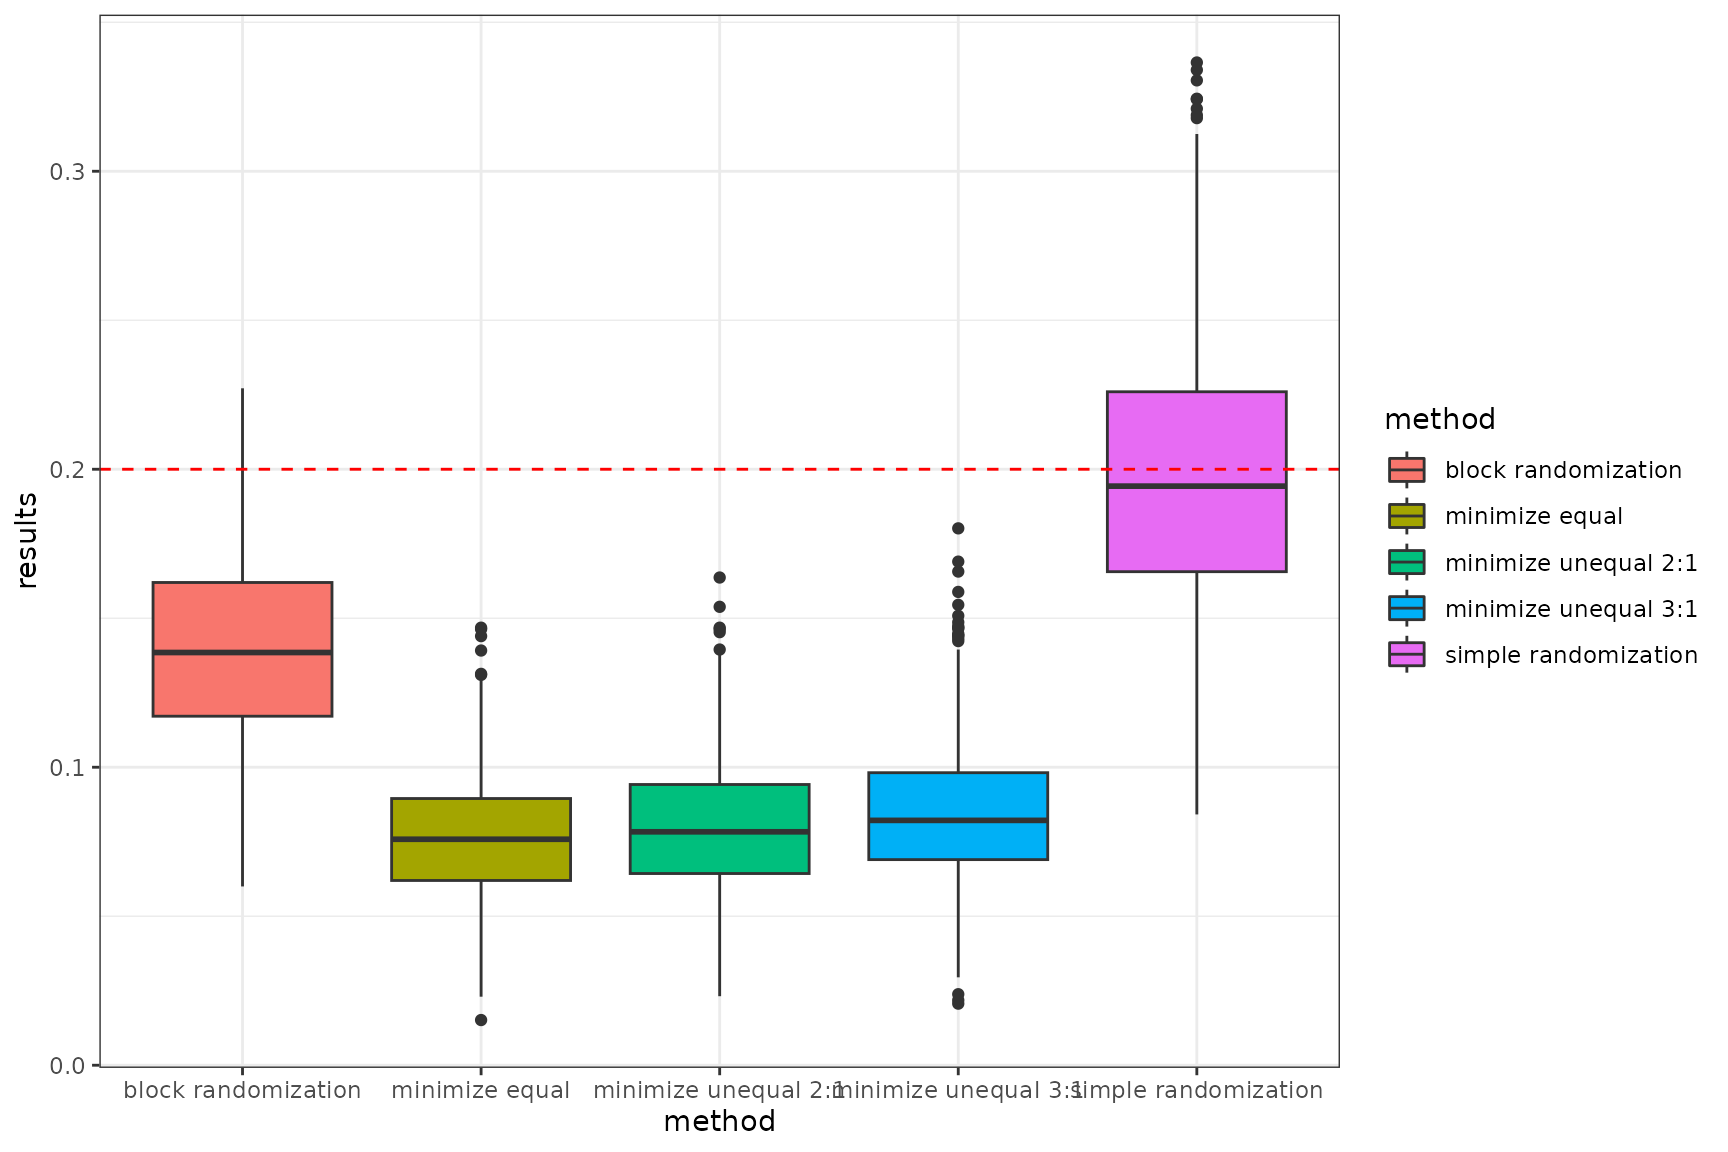 results
0.3
0.2
0.1
0.0
block randomization
minimize equal
minimize unequal 2:1
minimize unequal 3:1
simple randomization
method
method
block randomization
minimize equal
minimize unequal 2:1
minimize unequal 3:1
simple randomization